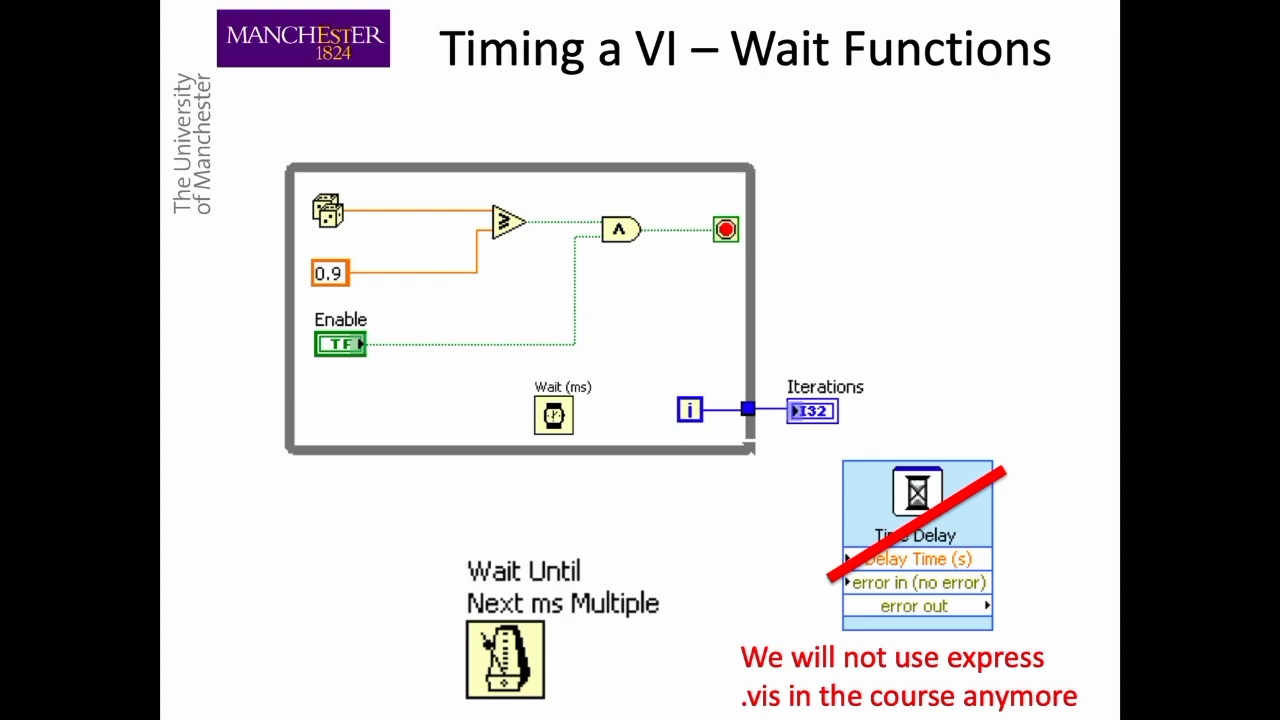 MANCHESTER
1824
The University
of Manchester
Timing a VI – Wait Functions
0.9
Enable
TF
Wait (ms)
i
Iterations
I32
Time Delay
Delay Time (s)
error in (no error)
error out
Wait Until
Next ms Multiple
We will not use express
.vis in the course anymore